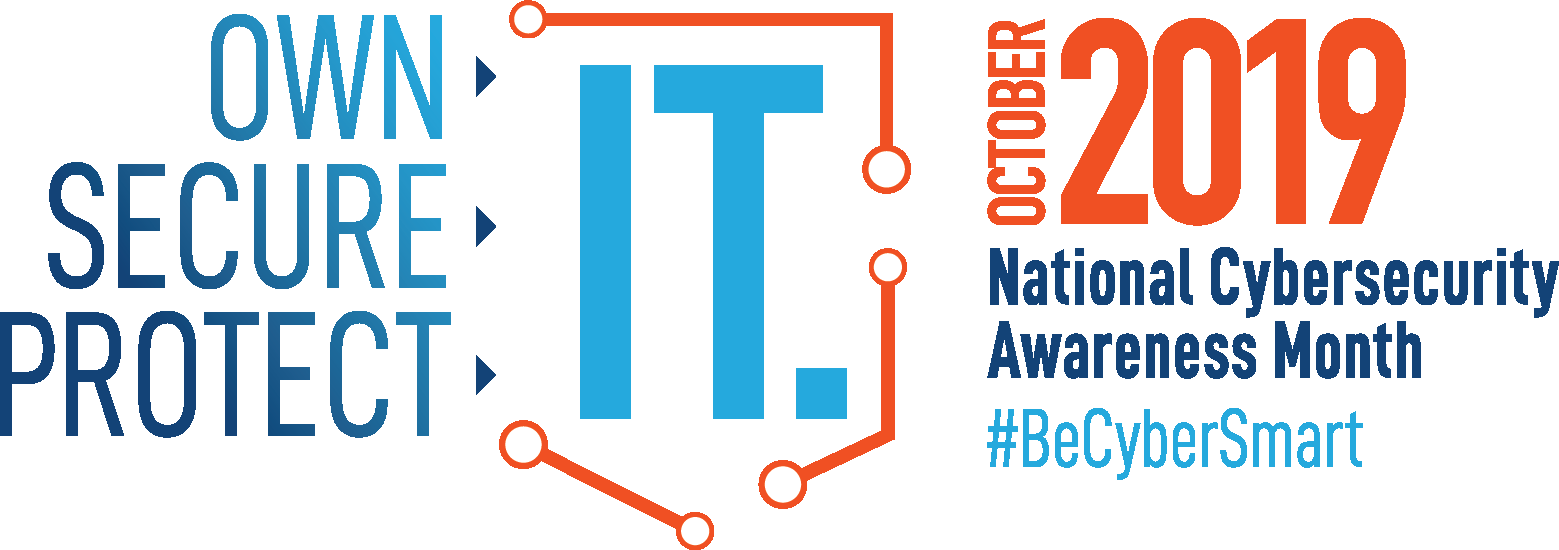 OWN
SECURE
PROTECT
IT.
OCTOBER
2019
National Cybersecurity
Awareness Month
#BeCyberSmart